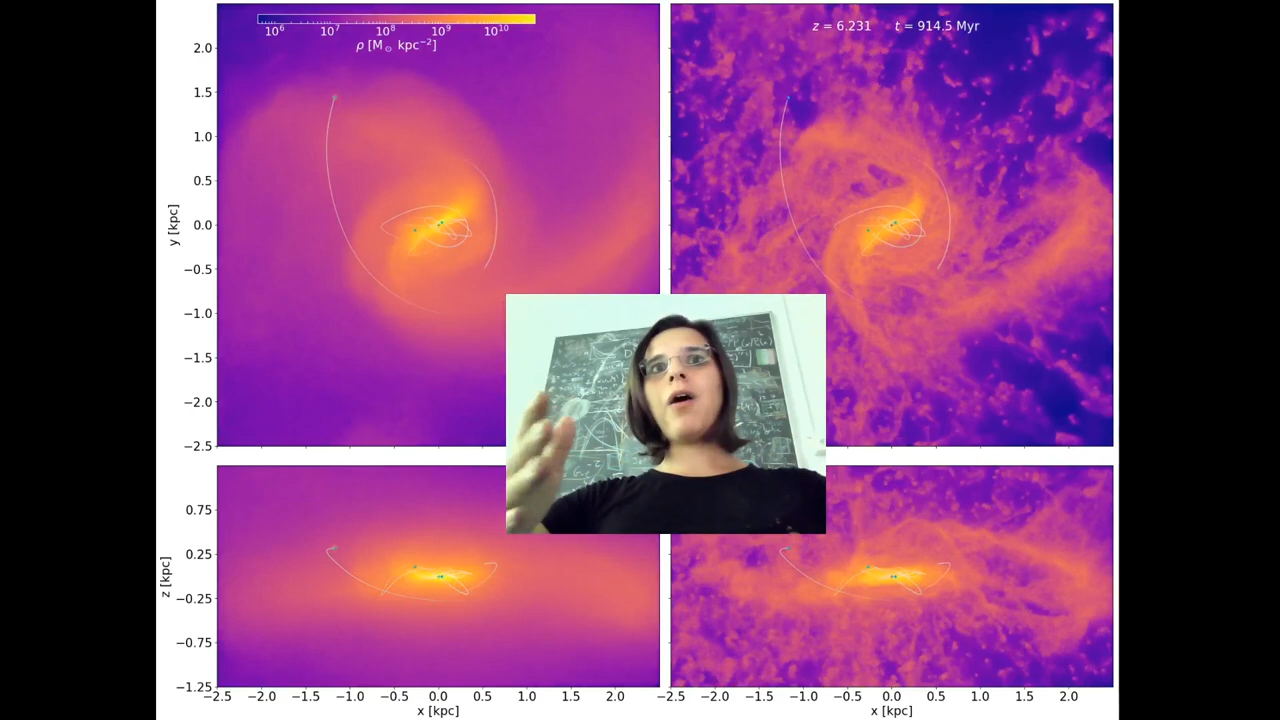 10⁶ 10⁷ 10⁸ 10⁹ 10¹⁰
ρ [M⊙ kpc⁻²]
z = 6.231 t = 914.5 Myr
2.0
1.5
1.0
0.5
0.0
−0.5
−1.0
−1.5
−2.0
−2.5
y [kpc]
0.75
0.25
−0.25
−0.75
−1.25
z [kpc]
−2.5 −2.0 −1.5 −1.0 −0.5 0.0 0.5 1.0 1.5 2.0
x [kpc]
−2.5 −2.0 −1.5 −1.0 −0.5 0.0 0.5 1.0 1.5 2.0
x [kpc]